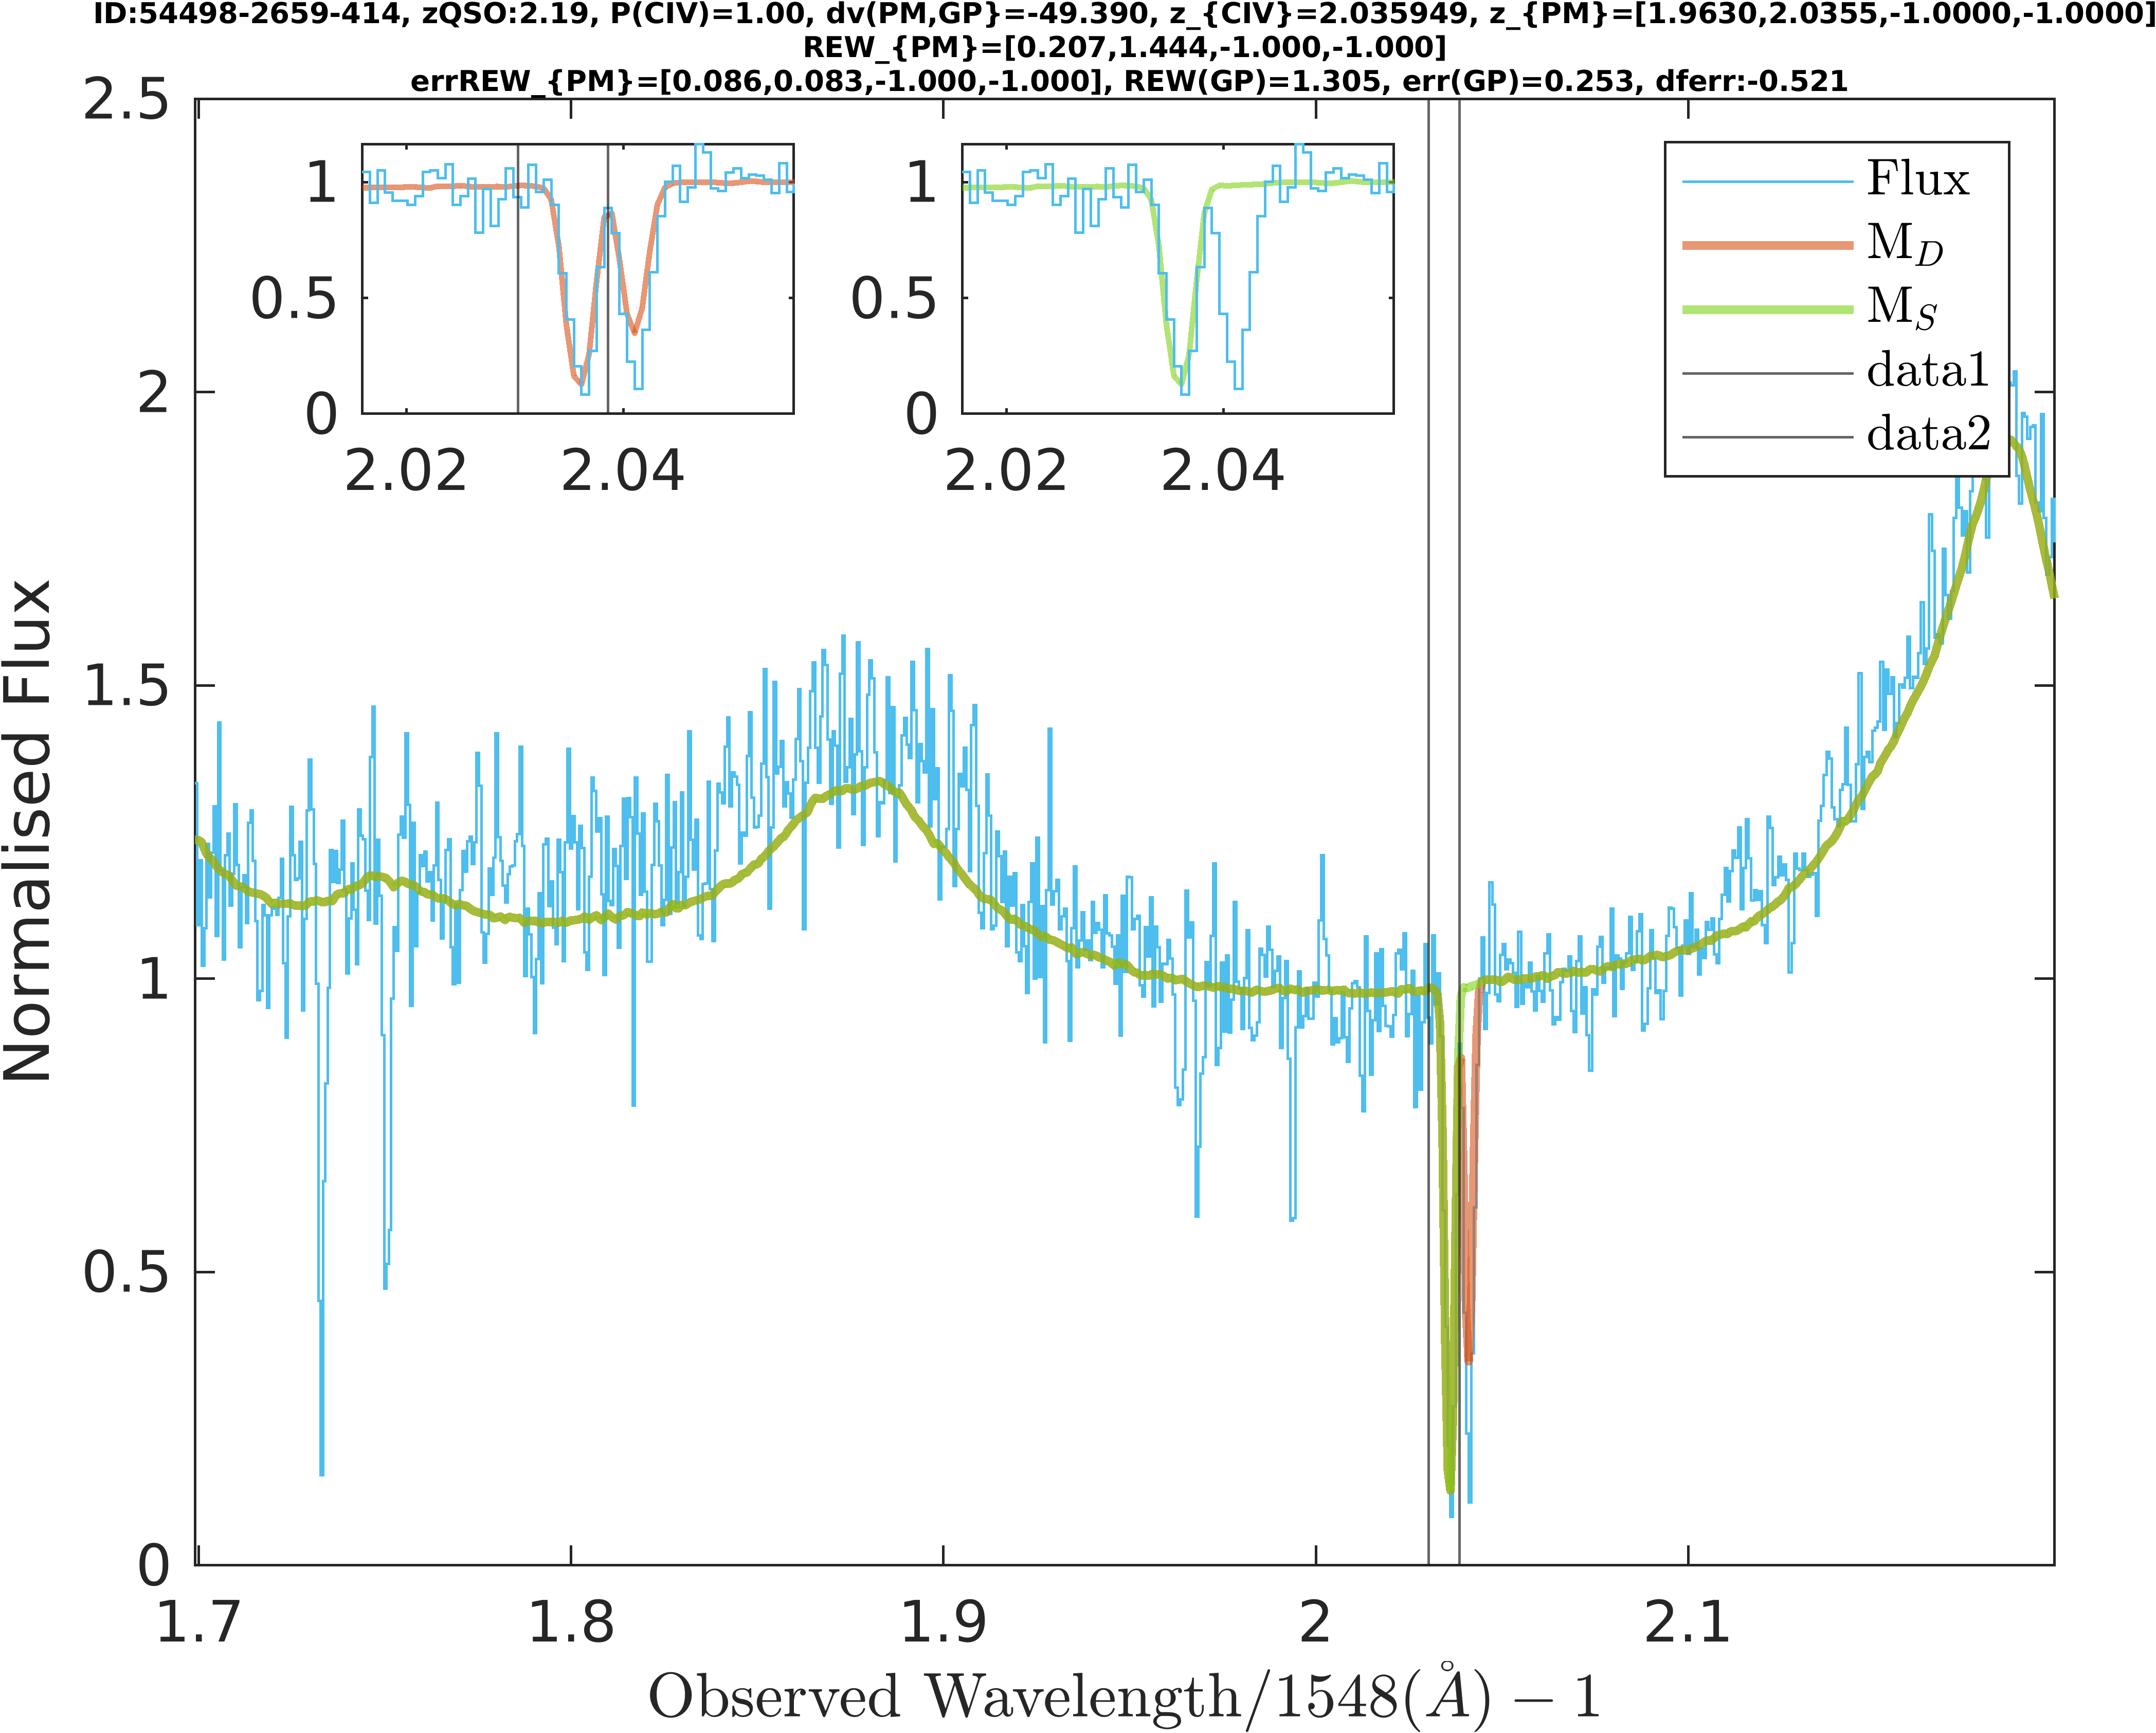 ID:54498-2659-414, zQSO:2.19, P(CIV)=1.00, dv(PM,GP}=-49.390, z_{CIV}=2.035949, z_{PM}=[1.9630,2.0355,-1.0000,-1.0000]
REW_{PM}=[0.207,1.444,-1.000,-1.000]
errREW_{PM}=[0.086,0.083,-1.000,-1.000], REW(GP)=1.305, err(GP)=0.253, dferr:-0.521
2.5
2
1.5
1
0.5
0
Normalised Flux
1
0.5
0
2.02 2.04
1
0.5
0
2.02 2.04
Flux
M_D
M_S
data1
data2
1.7 1.8 1.9 2 2.1
Observed Wavelength/1548(Å) − 1